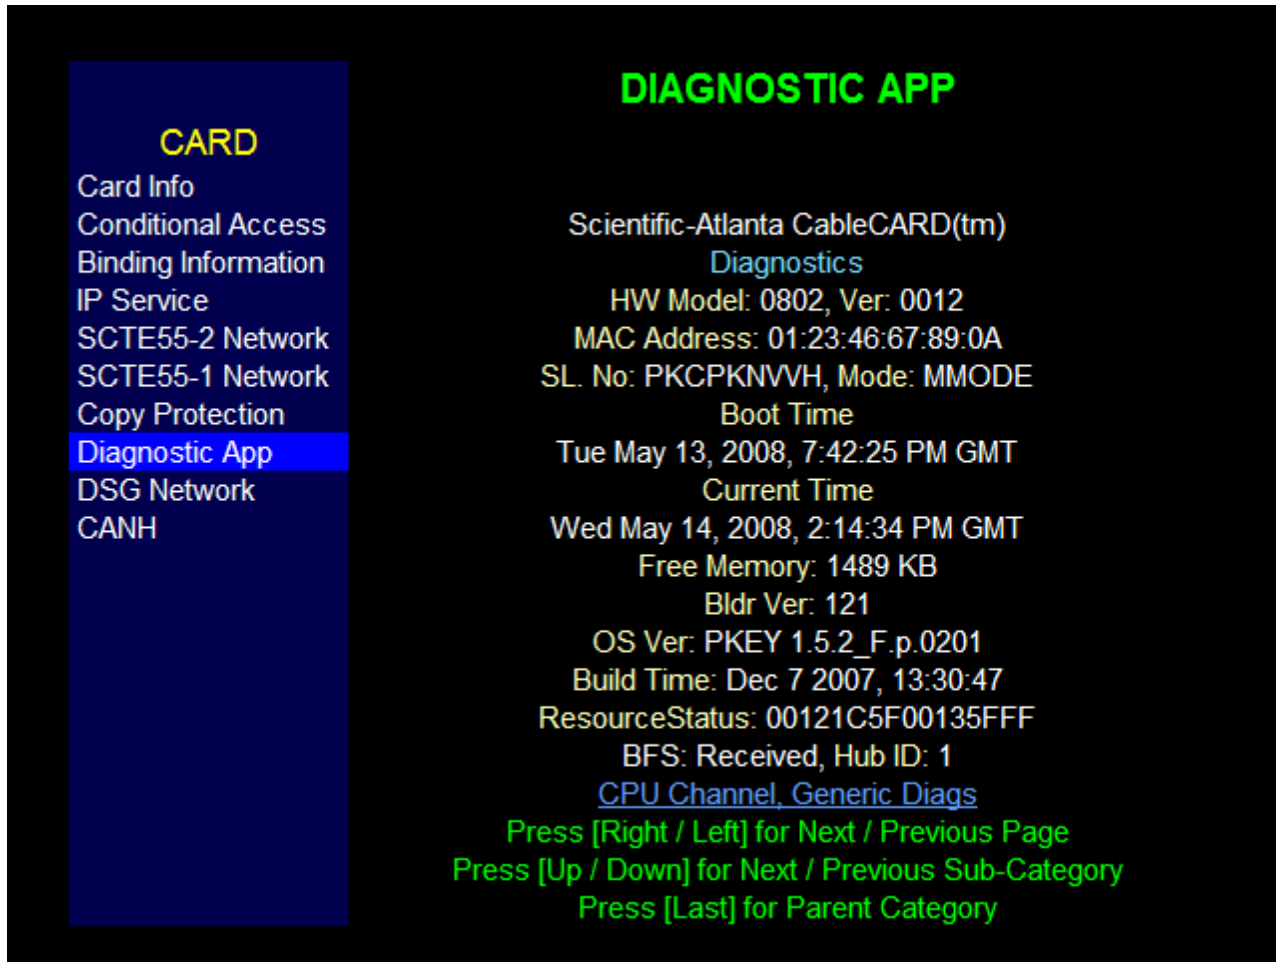 DIAGNOSTIC APP
CARD
Card Info
Conditional Access
Binding Information
IP Service
SCTE55-2 Network
SCTE55-1 Network
Copy Protection
Diagnostic App
DSG Network
CANH
Scientific-Atlanta CableCARD(tm)
Diagnostics
HW Model: 0802, Ver: 0012
MAC Address: 01:23:46:67:89:0A
SL. No: PKCPKNVVH, Mode: MMODE
Boot Time
Tue May 13, 2008, 7:42:25 PM GMT
Current Time
Wed May 14, 2008, 2:14:34 PM GMT
Free Memory: 1489 KB
Bldr Ver: 121
OS Ver: PKEY 1.5.2_F.p.0201
Build Time: Dec 7 2007, 13:30:47
ResourceStatus: 00121C5F00135FFF
BFS: Received, Hub ID: 1
CPU Channel, Generic Diags
Press [Right / Left] for Next / Previous Page
Press [Up / Down] for Next / Previous Sub-Category
Press [Last] for Parent Category